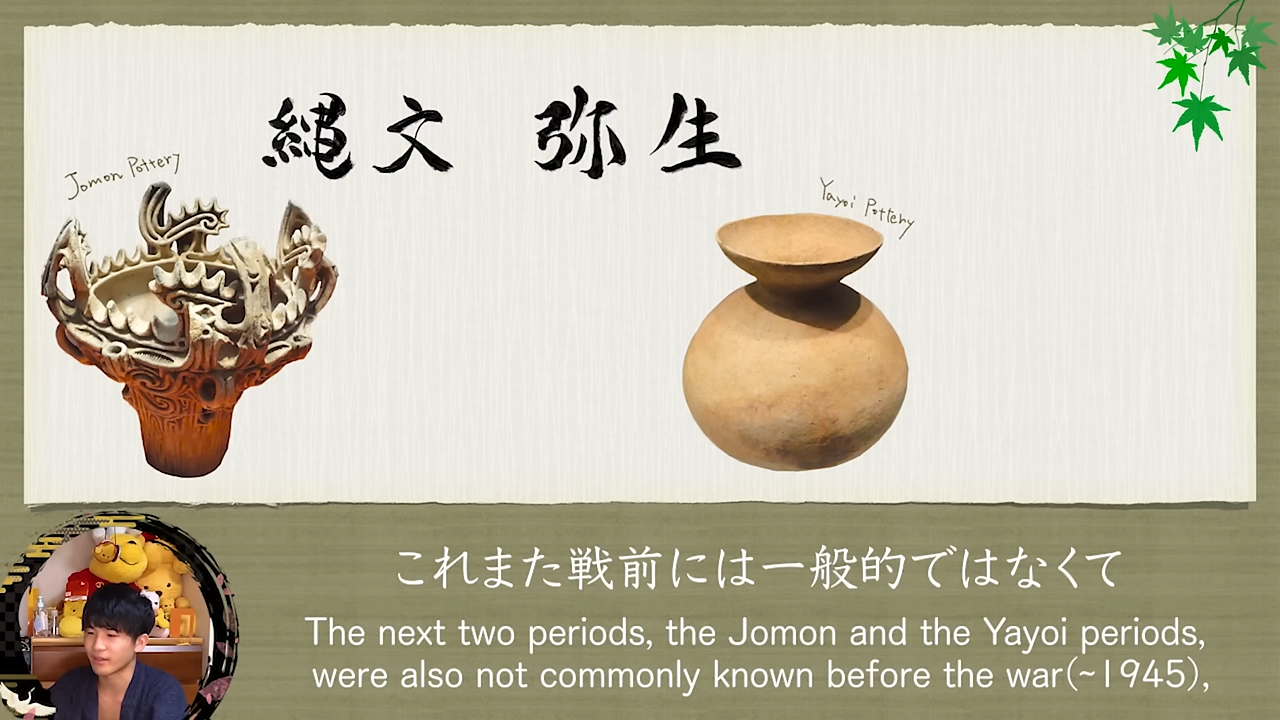 縄文 弥生
Jomon Pottery
Yayoi Pottery
これまた戦前には一般的ではなくて
The next two periods, the Jomon and the Yayoi periods,
were also not commonly known before the war(~1945),